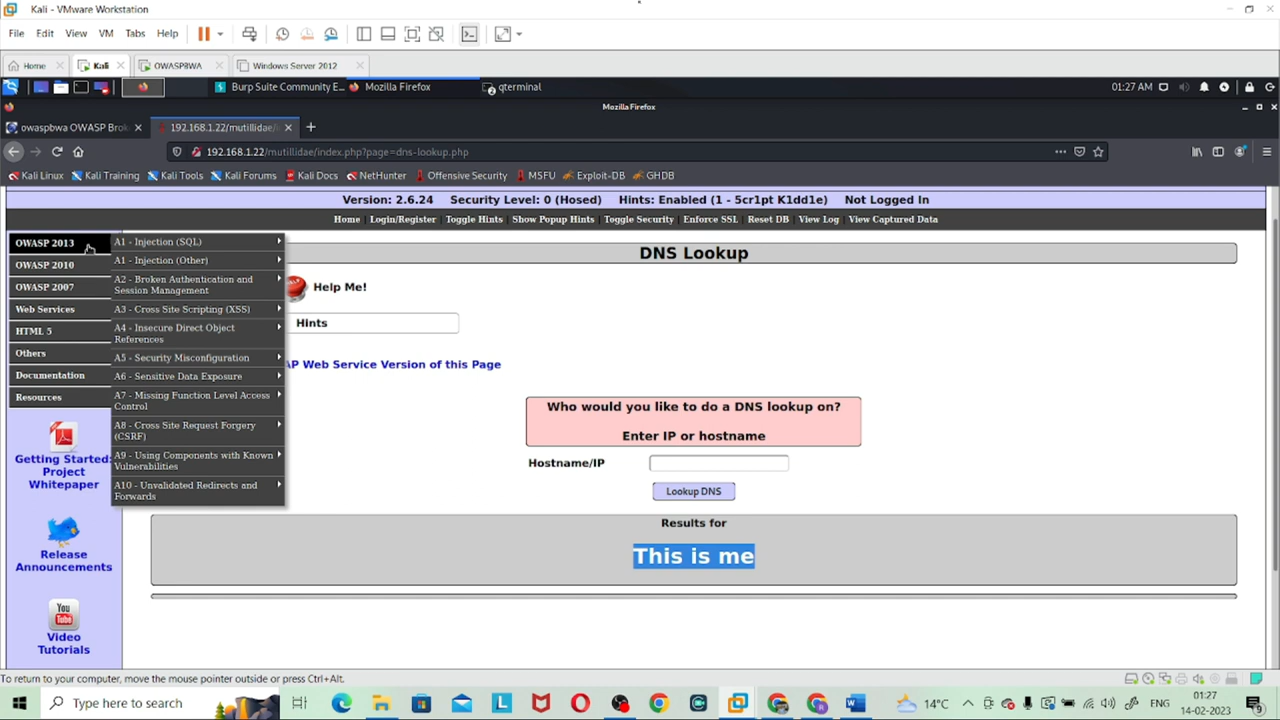 Kali - VMware Workstation
File Edit View VM Tabs Help
Home Kali OWASPBWA Windows Server 2012
Burp Suite Community E... Mozilla Firefox qterminal 01:27 AM
Mozilla Firefox
owaspbwa OWASP Brok 192.168.1.22/mutillidae/i
192.168.1.22/mutillidae/index.php?page=dns-lookup.php
Kali Linux Kali Training Kali Tools Kali Forums Kali Docs NetHunter Offensive Security MSFU Exploit-DB GHDB
Version: 2.6.24 Security Level: 0 (Hosed) Hints: Enabled (1 - 5cr1pt K1dd1e) Not Logged In
Home Login/Register Toggle Hints Show Popup Hints Toggle Security Enforce SSL Reset DB View Log View Captured Data
OWASP 2013
OWASP 2010
OWASP 2007
Web Services
HTML 5
Others
Documentation
Resources
A1 - Injection (SQL)
A1 - Injection (Other)
A2 - Broken Authentication and
Session Management
A3 - Cross Site Scripting (XSS)
A4 - Insecure Direct Object
References
A5 - Security Misconfiguration
A6 - Sensitive Data Exposure
A7 - Missing Function Level Access
Control
A8 - Cross Site Request Forgery
(CSRF)
A9 - Using Components with Known
Vulnerabilities
A10 - Unvalidated Redirects and
Forwards
Getting Started:
Project
Whitepaper
Release
Announcements
You
Tube
Video
Tutorials
DNS Lookup
Help Me!
Hints
AP Web Service Version of this Page
Who would you like to do a DNS lookup on?
Enter IP or hostname
Hostname/IP
Lookup DNS
Results for
This is me
To return to your computer, move the mouse pointer outside or press Ctrl+Alt.
Type here to search
14°C ENG 01:27
14-02-2023
9